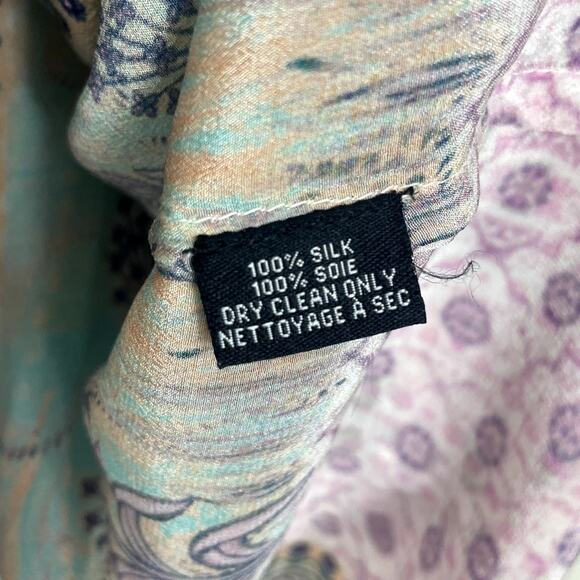 100% SILK
100% SOIE
DRY CLEAN ONLY
NETTOYAGE À SEC